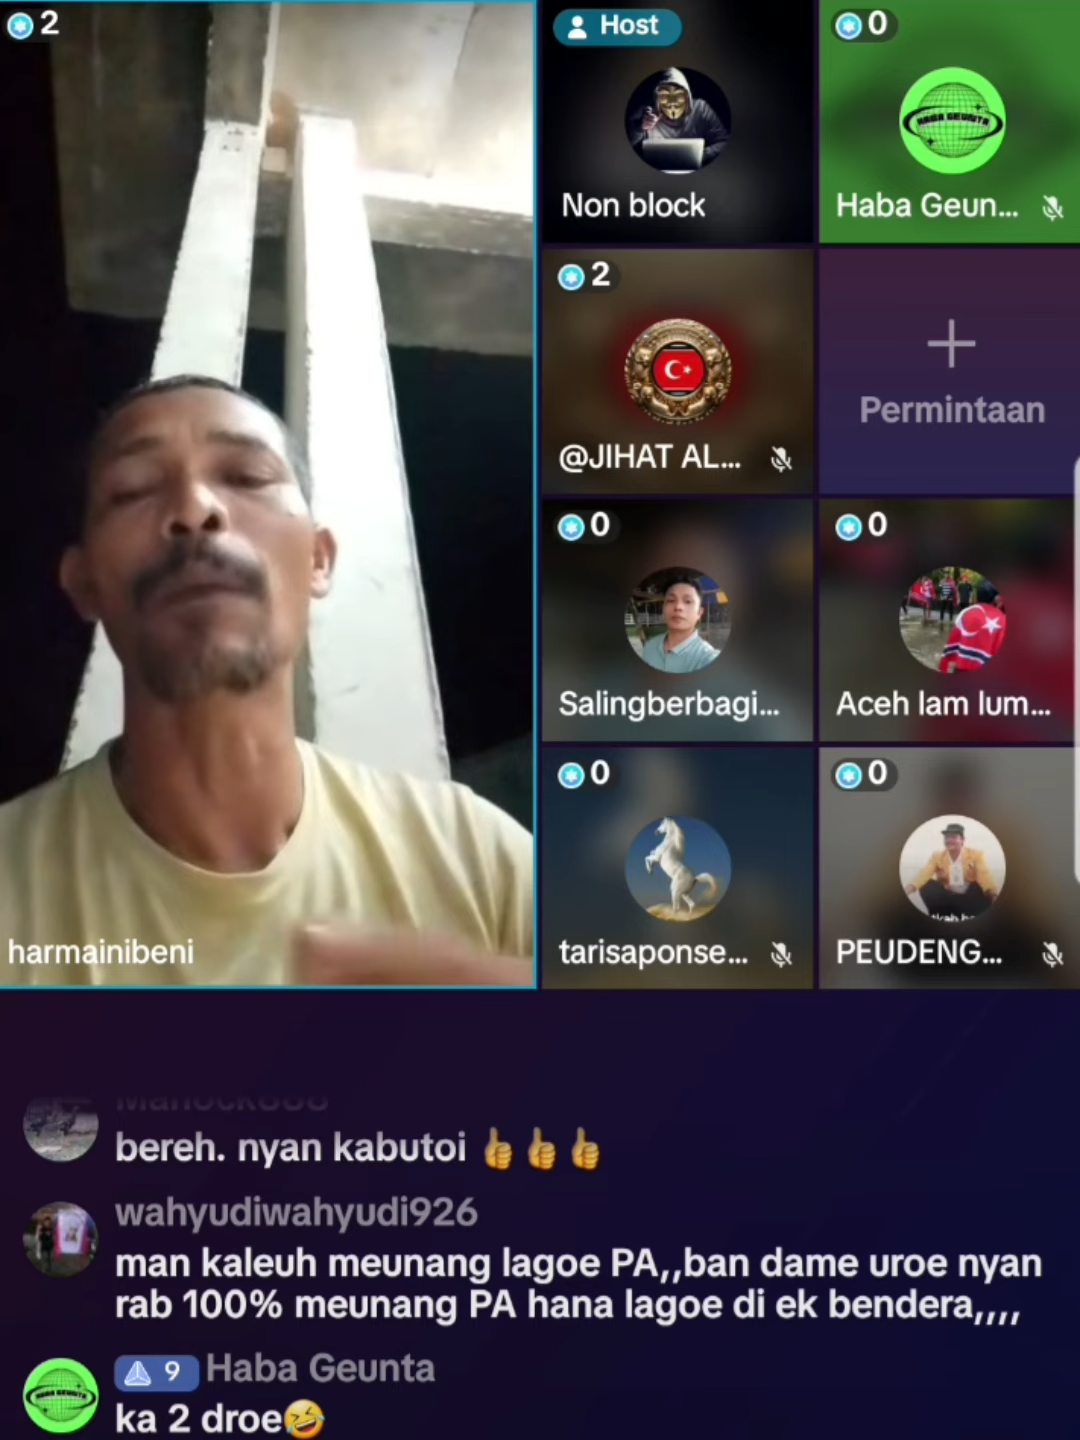 2
Host
0
Non block
Haba Geun...
2
@JIHAT AL...
Permintaan
0
0
Salingberbagi...
Aceh lam lum...
0
0
harmainibeni
tarisaponse...
PEUDENG...
bereh. nyan kabutoi 👍👍👍
wahyudiwahyudi926
man kaleuh meunang lagoe PA,,ban dame uroe nyan
rab 100% meunang PA hana lagoe di ek bendera,,,,
9 Haba Geunta
ka 2 droe🤣